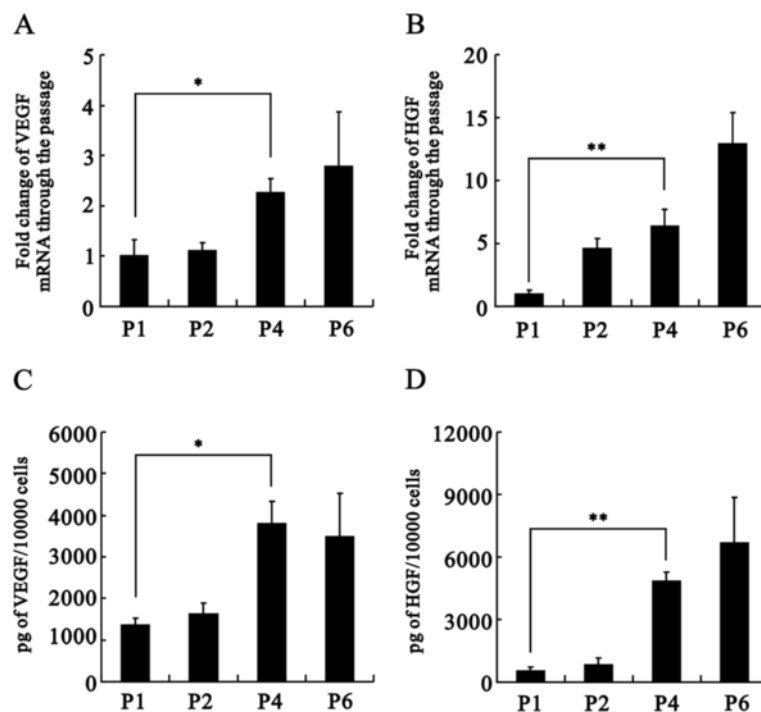 A
Fold change of VEGF
mRNA through the passage
5
4
3
2
1
0
*
P1 P2 P4 P6
B
Fold change of HGF
mRNA through the passage
20
15
10
5
0
**
P1 P2 P4 P6
C
pg of VEGF/10000 cells
6000
5000
4000
3000
2000
1000
0
*
P1 P2 P4 P6
D
pg of HGF/10000 cells
12000
9000
6000
3000
0
**
P1 P2 P4 P6